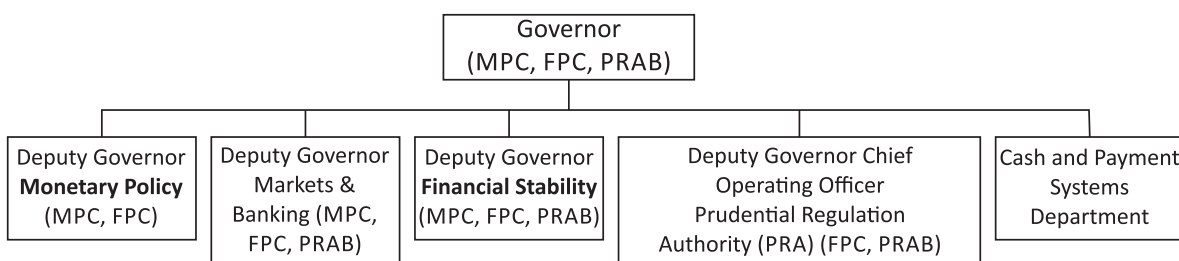 Governor
(MPC, FPC, PRAB)
Deputy Governor
Monetary Policy
(MPC, FPC)
Deputy Governor
Markets &
Banking (MPC,
FPC, PRAB)
Deputy Governor
Financial Stability
(MPC, FPC, PRAB)
Deputy Governor Chief
Operating Officer
Prudential Regulation
Authority (PRA) (FPC, PRAB)
Cash and Payment
Systems
Department